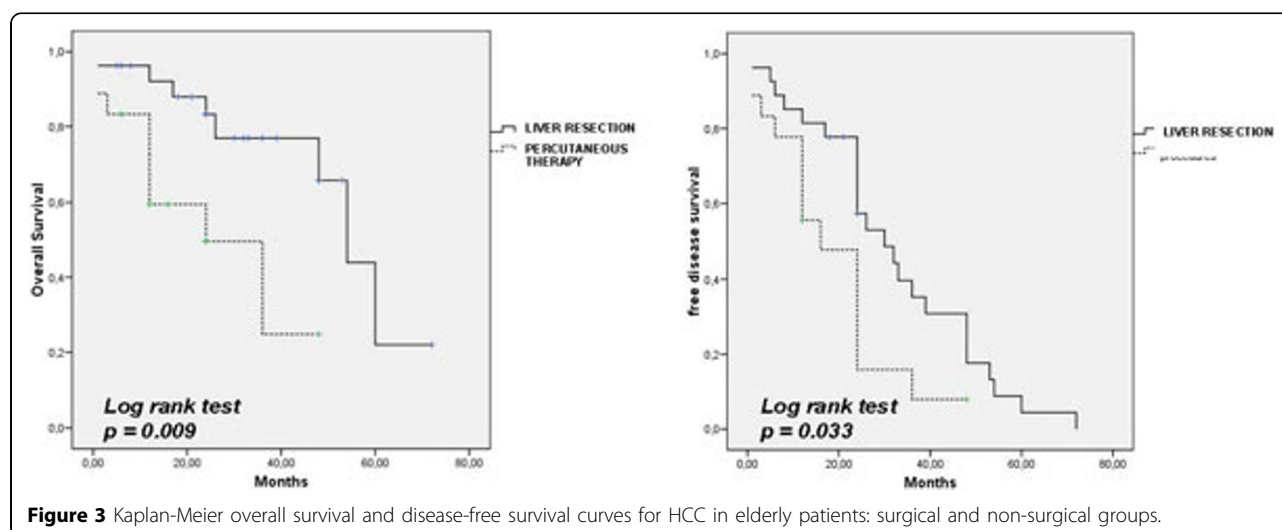 1,0
0,8
0,6
0,4
0,2
0,0
Overall Survival
0,00 20,00 40,00 60,00 80,00
Months
Log rank test
p = 0.009
LIVER RESECTION
PERCUTANEOUS
THERAPY
1,0
0,8
0,6
0,4
0,2
0,0
free disease survival
0,00 20,00 40,00 60,00 80,00
Months
Log rank test
p = 0.033
LIVER RESECTION
Figure 3 Kaplan-Meier overall survival and disease-free survival curves for HCC in elderly patients: surgical and non-surgical groups.